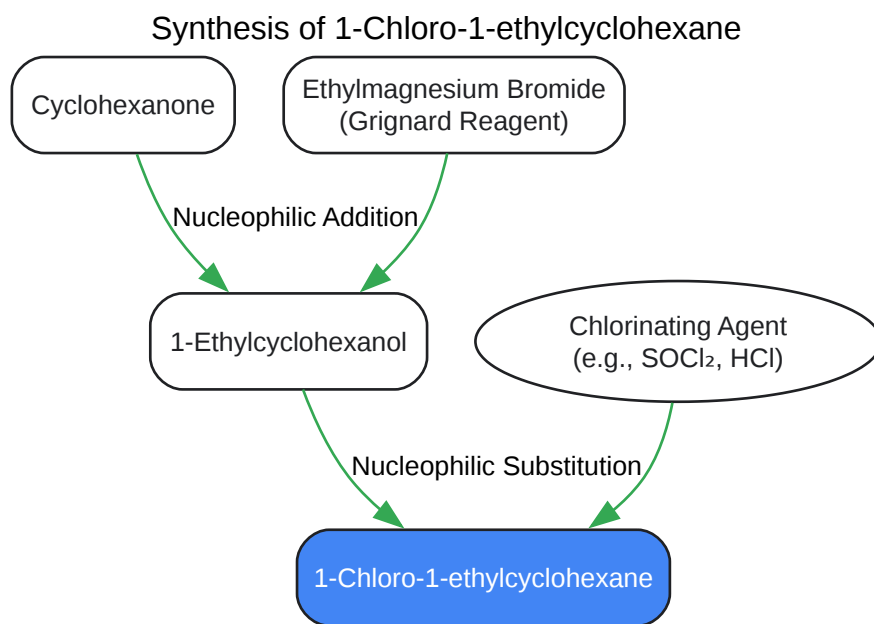 Synthesis of 1-Chloro-1-ethylcyclohexane
Cyclohexanone
Ethylmagnesium Bromide
(Grignard Reagent)
Nucleophilic Addition
1-Ethylcyclohexanol
Chlorinating Agent
(e.g., SOCl₂, HCl)
Nucleophilic Substitution
1-Chloro-1-ethylcyclohexane